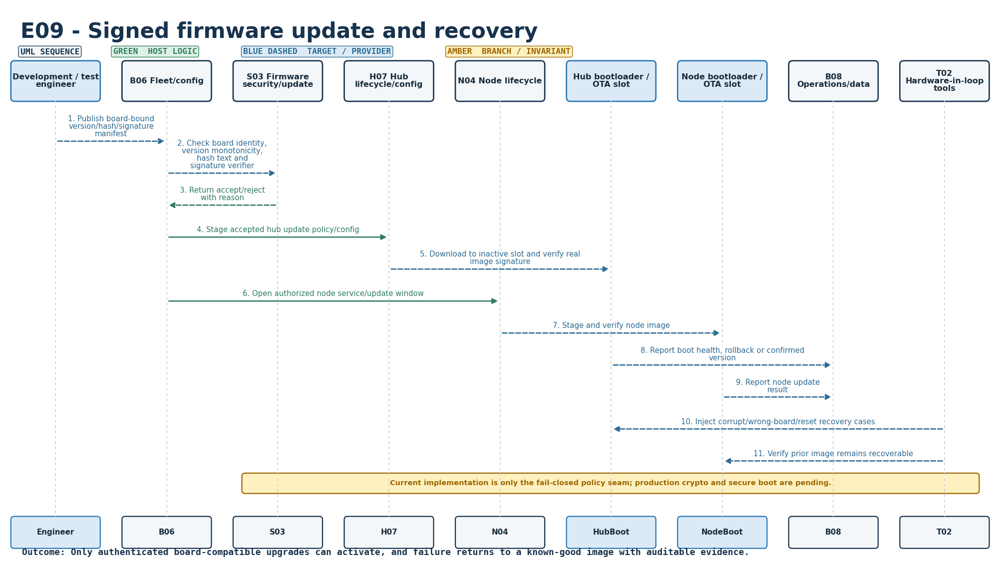 E09 - Signed firmware update and recovery
UML SEQUENCE
GREEN  HOST LOGIC
BLUE DASHED  TARGET / PROVIDER
AMBER  BRANCH / INVARIANT
Development / test
engineer
B06 Fleet/config
S03 Firmware
security/update
H07 Hub
lifecycle/config
N04 Node lifecycle
Hub bootloader /
OTA slot
Node bootloader /
OTA slot
B08
Operations/data
T02
Hardware-in-loop
tools
1. Publish board-bound
version/hash/signature
manifest
2. Check board identity,
version monotonicity,
hash text and
signature verifier
3. Return accept/reject
with reason
4. Stage accepted hub update policy/config
5. Download to inactive slot and verify real
image signature
6. Open authorized node service/update window
7. Stage and verify node image
8. Report boot health, rollback or confirmed
version
9. Report node update
result
10. Inject corrupt/wrong-board/reset recovery cases
11. Verify prior image remains recoverable
Current implementation is only the fail-closed policy seam; production crypto and secure boot are pending.
Engineer
B06
S03
H07
N04
HubBoot
NodeBoot
B08
T02
Outcome: Only authenticated board-compatible upgrades can activate, and failure returns to a known-good image with auditable evidence.